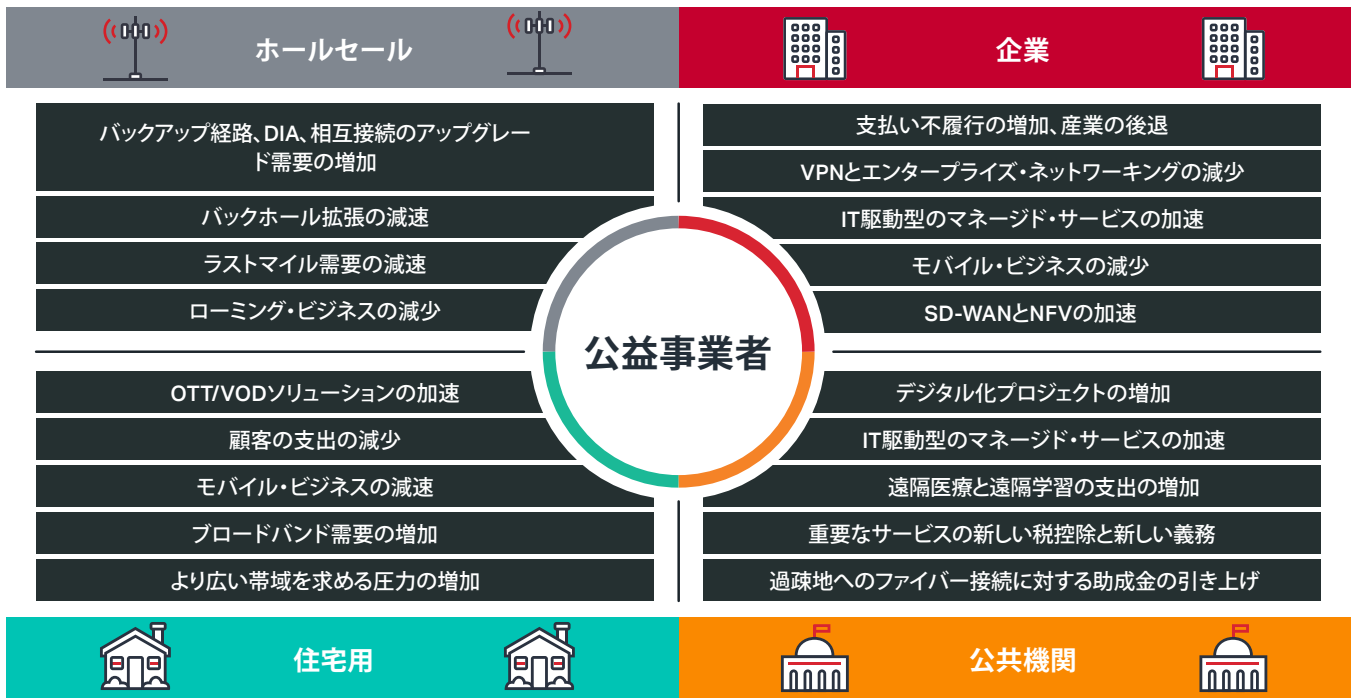 ホールセール
バックアップ経路、DIA、相互接続のアップグレー
ド需要の増加
バックホール拡張の減速
ラストマイル需要の減速
ローミング・ビジネスの減少
企業
支払い不履行の増加、産業の後退
VPNとエンタープライズ・ネットワーキングの減少
IT駆動型のマネージド・サービスの加速
モバイル・ビジネスの減少
SD-WANとNFVの加速
公益事業者
OTT/VODソリューションの加速
顧客の支出の減少
モバイル・ビジネスの減速
ブロードバンド需要の増加
より広い帯域を求める圧力の増加
住宅用
デジタル化プロジェクトの増加
IT駆動型のマネージド・サービスの加速
遠隔医療と遠隔学習の支出の増加
重要なサービスの新しい税控除と新しい義務
過疎地へのファイバー接続に対する助成金の引き上げ
公共機関